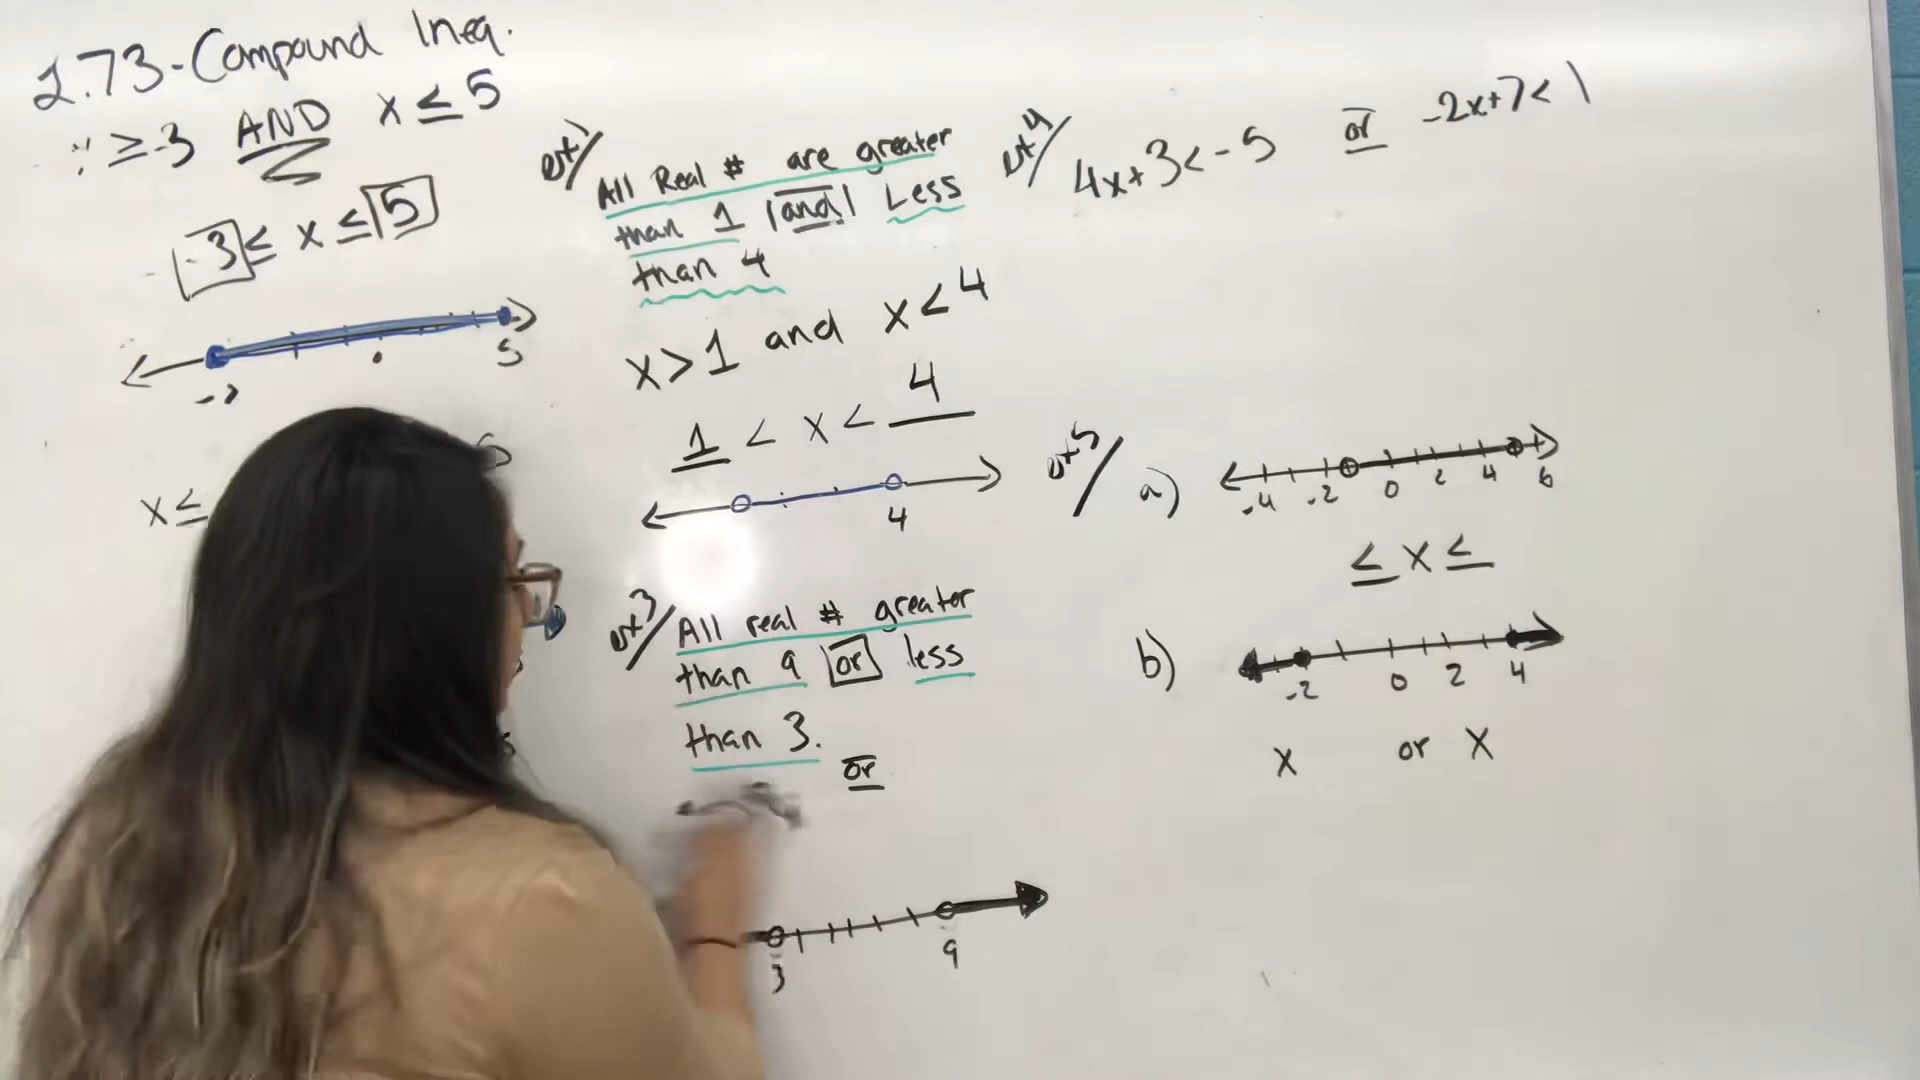 2.73-Compound Ineq.
≥-3 AND x ≤ 5
-3 ≤ x ≤ 5
5
x ≤
All Real # are greater
than 1 and Less
than 4
x > 1 and x < 4
1 < x < 4
4
ex3/ All real # greater
than 9 or less
than 3.
or
3 9
ex4/ 4x+3 < -5 or -2x+7 < 1
ex5/ a) -4 -2 0 2 4 6
≤ x ≤
b) -2 0 2 4
x or x